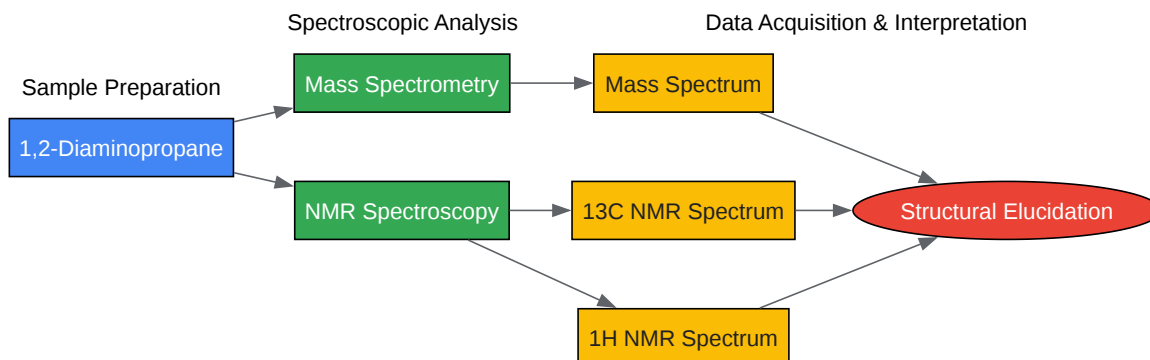 Spectroscopic Analysis
Data Acquisition & Interpretation
Sample Preparation
Mass Spectrometry
Mass Spectrum
1,2-Diaminopropane
NMR Spectroscopy
13C NMR Spectrum
Structural Elucidation
1H NMR Spectrum